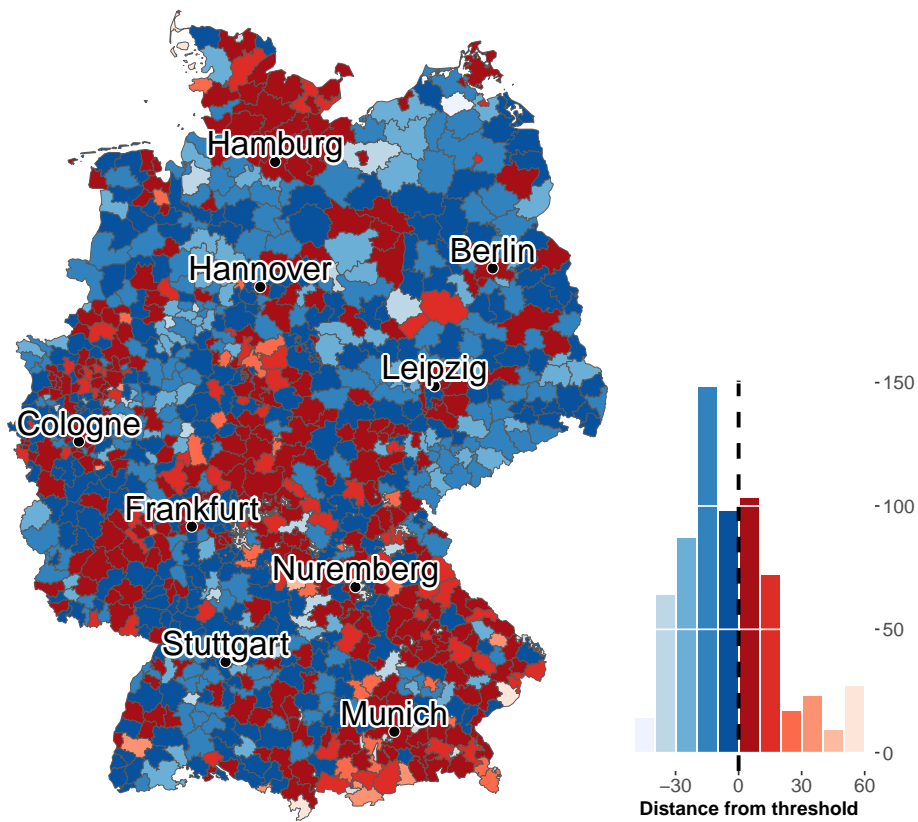 Hamburg
Berlin
Hannover
Leipzig
Cologne
Frankfurt
Nuremberg
Stuttgart
Munich
150
100
50
0
−30 0 30 60
Distance from threshold